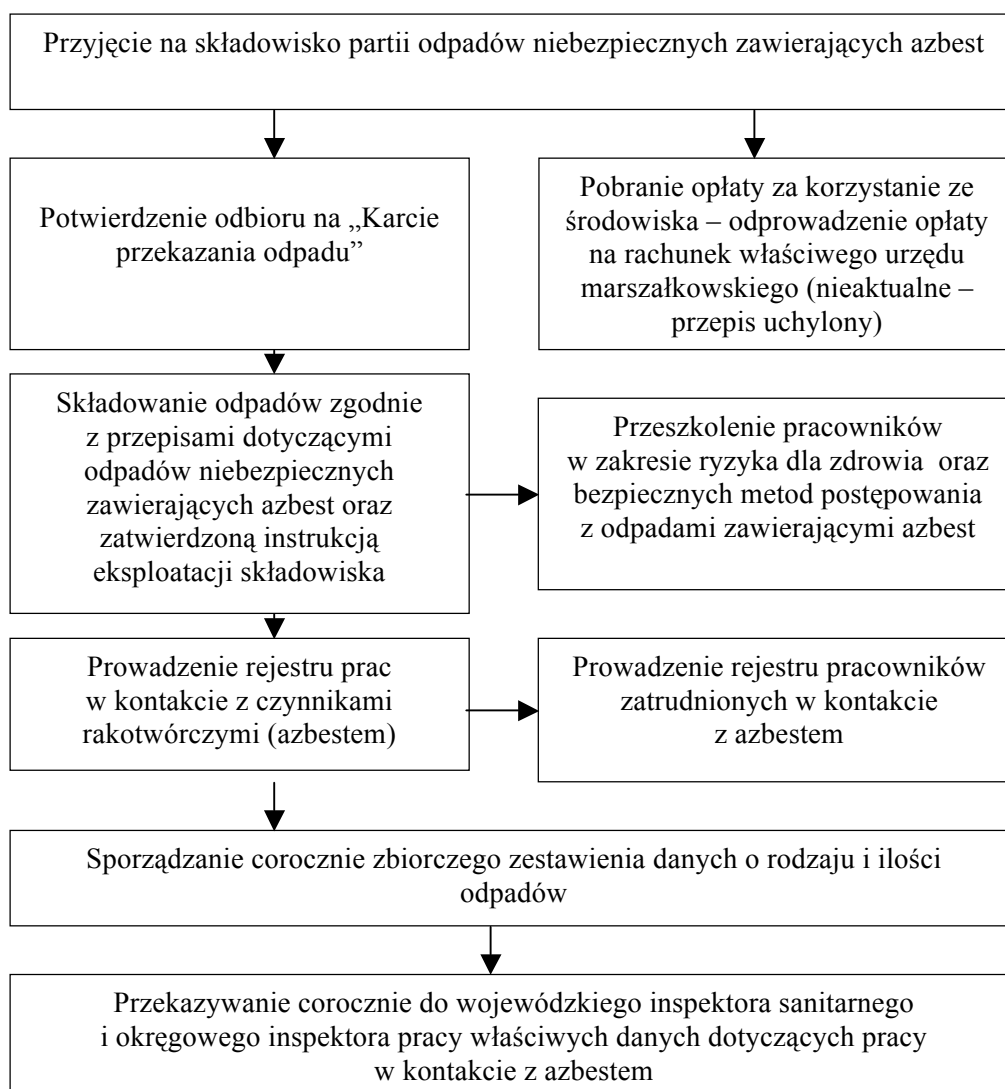 Przyjęcie na składowisko partii odpadów niebezpiecznych zawierających azbest
Potwierdzenie odbioru na „Karcie
przekazania odpadu”
Pobranie opłaty za korzystanie ze
środowiska – odprowadzenie opłaty
na rachunek właściwego urzędu
marszałkowskiego (nieaktualne –
przepis uchylony)
Składowanie odpadów zgodnie
z przepisami dotyczącymi
odpadów niebezpiecznych
zawierających azbest oraz
zatwierdzoną instrukcją
eksploatacji składowiska
Przeszkolenie pracowników
w zakresie ryzyka dla zdrowia oraz
bezpiecznych metod postępowania
z odpadami zawierającymi azbest
Prowadzenie rejestru prac
w kontakcie z czynnikami
rakotwórczymi (azbestem)
Prowadzenie rejestru pracowników
zatrudnionych w kontakcie
z azbestem
Sporządzanie corocznie zbiorczego zestawienia danych o rodzaju i ilości
odpadów
Przekazywanie corocznie do wojewódzkiego inspektora sanitarnego
i okręgowego inspektora pracy właściwych danych dotyczących pracy
w kontakcie z azbestem